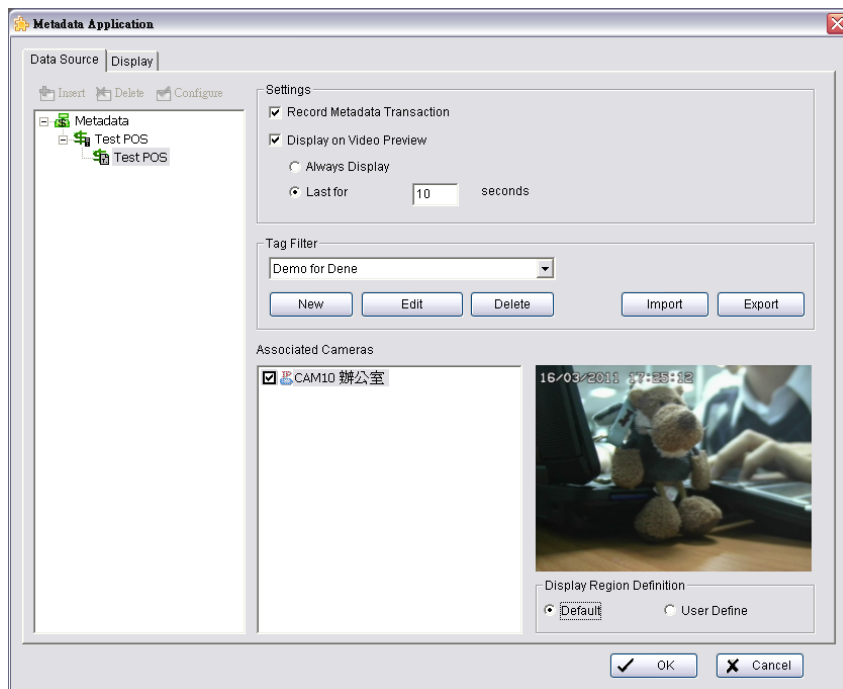 Metadata Application
Data Source Display
Insert Delete Configure
Metadata
Test POS
Test POS
Settings
Record Metadata Transaction
Display on Video Preview
Always Display
Last for 10 seconds
Tag Filter
Demo for Dene
New Edit Delete Import Export
Associated Cameras
CAM10 辦公室
16/03/2011 17:25:12
Display Region Definition
Default User Define
OK Cancel